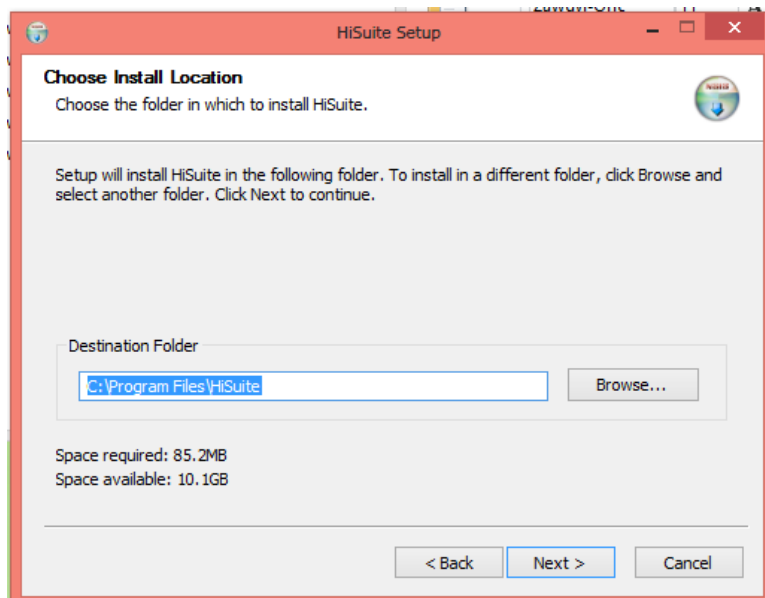 HiSuite Setup
Choose Install Location
Choose the folder in which to install HiSuite.
Setup will install HiSuite in the following folder. To install in a different folder, click Browse and
select another folder. Click Next to continue.
Destination Folder
C:\Program Files\HiSuite
Browse...
Space required: 85.2MB
Space available: 10.1GB
< Back
Next >
Cancel